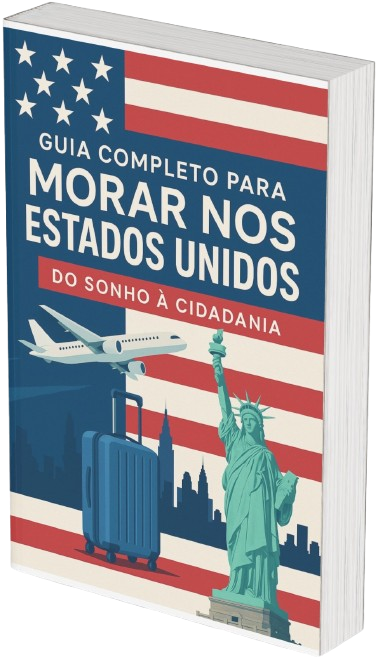 GUIA COMPLETO PARA
MORAR NOS
ESTADOS UNIDOS
DO SONHO À CIDADANIA